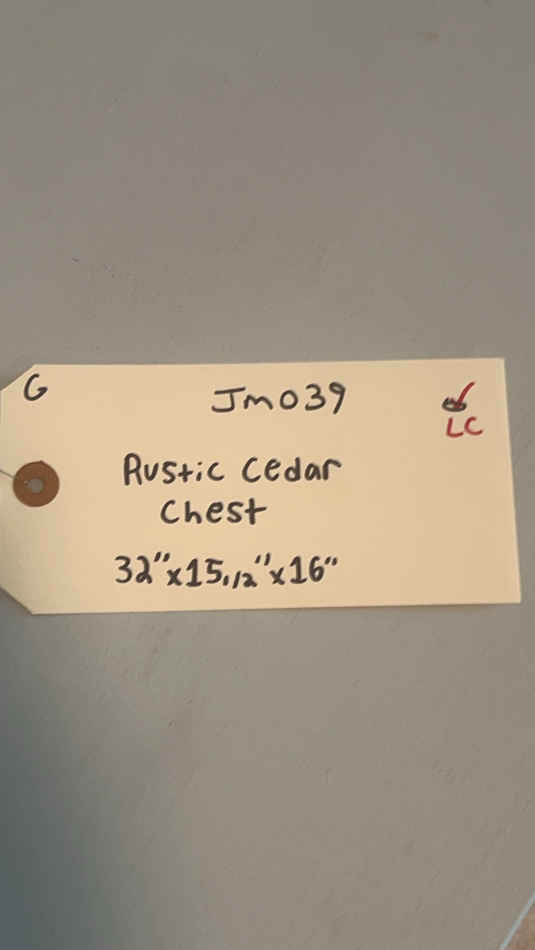 G
Jm039
LC
Rustic Cedar
Chest
32"x15.1/2"x16"